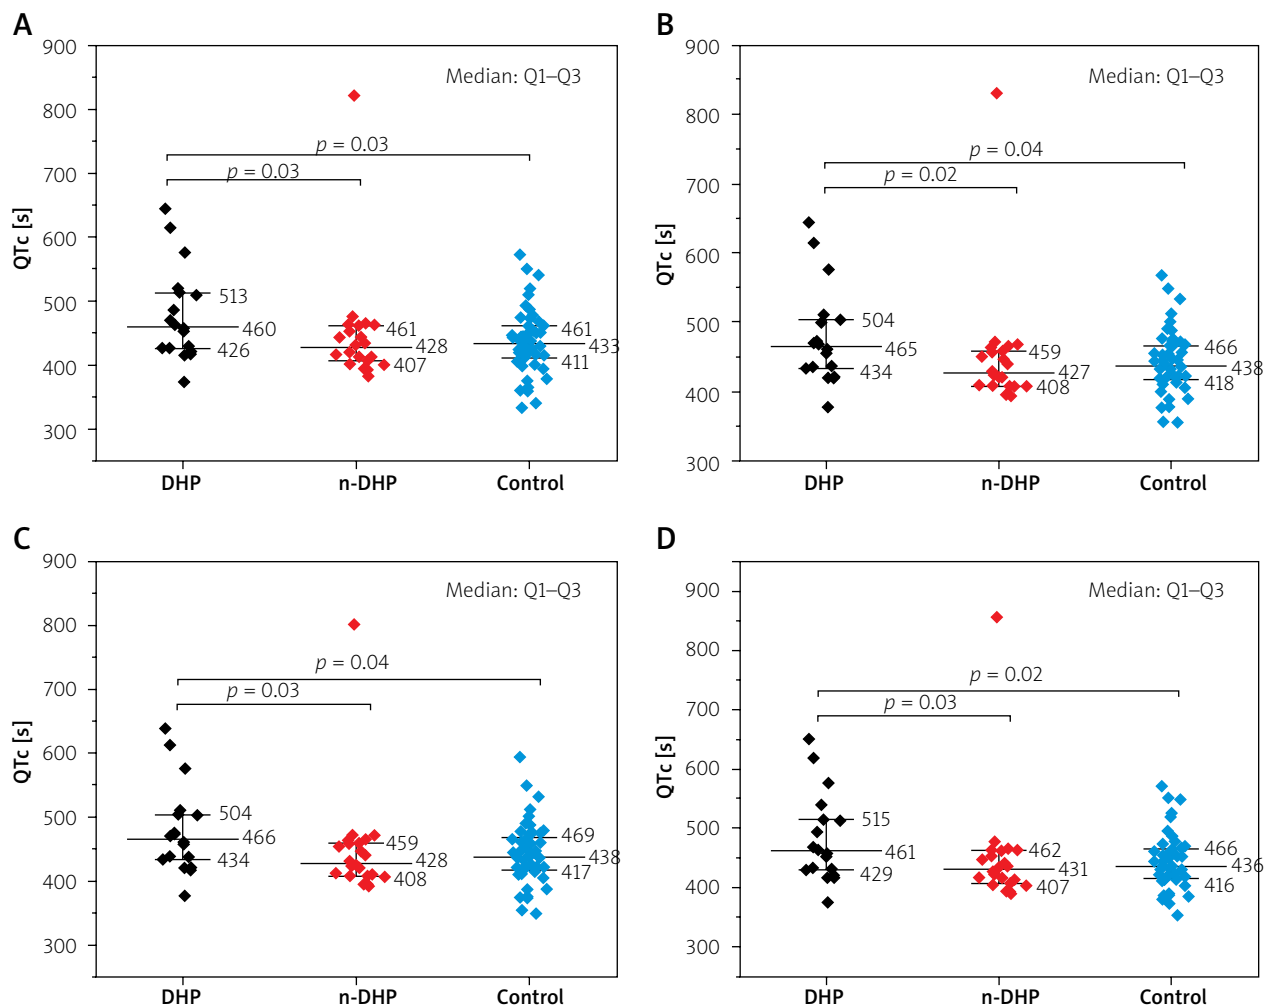 A
900
Median: Q1–Q3
800
p = 0.03
700
p = 0.03
600
QTc [s]
500
513
461
461
460
428
433
426
407
411
400
300
DHP n-DHP Control
B
900
Median: Q1–Q3
800
p = 0.04
700
p = 0.02
600
QTc [s]
500
504
459
466
465
427
438
434
408
418
400
300
DHP n-DHP Control
C
900
Median: Q1–Q3
800
p = 0.04
700
p = 0.03
600
QTc [s]
500
504
459
469
466
428
438
434
408
417
400
300
DHP n-DHP Control
D
900
Median: Q1–Q3
800
700
p = 0.02
p = 0.03
600
QTc [s]
500
515
462
466
461
431
436
429
407
416
400
300
DHP n-DHP Control